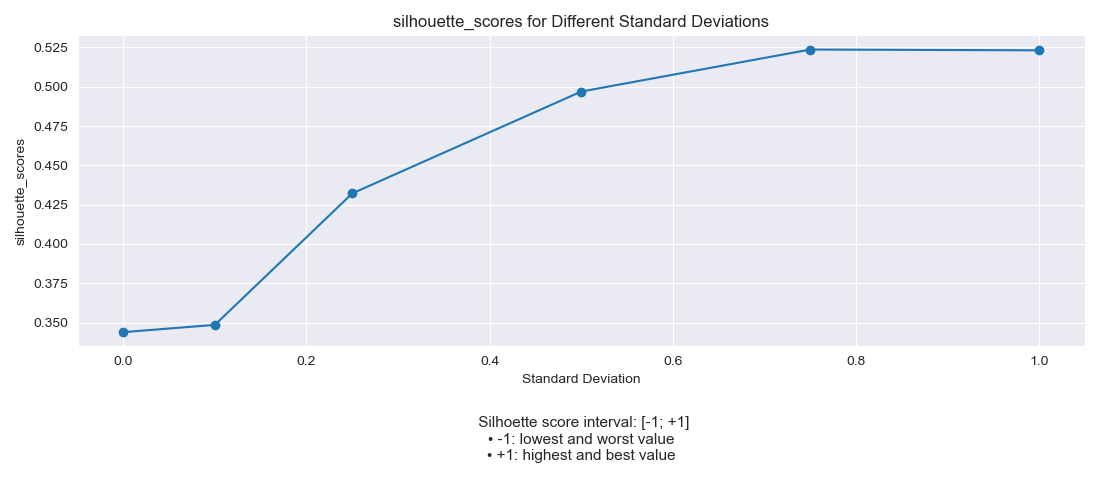 silhouette_scores for Different Standard Deviations
0.525
0.500
0.475
0.450
0.425
0.400
0.375
0.350
silhouette_scores
0.0 0.2 0.4 0.6 0.8 1.0
Standard Deviation
Silhoette score interval: [-1; +1]
• -1: lowest and worst value
• +1: highest and best value